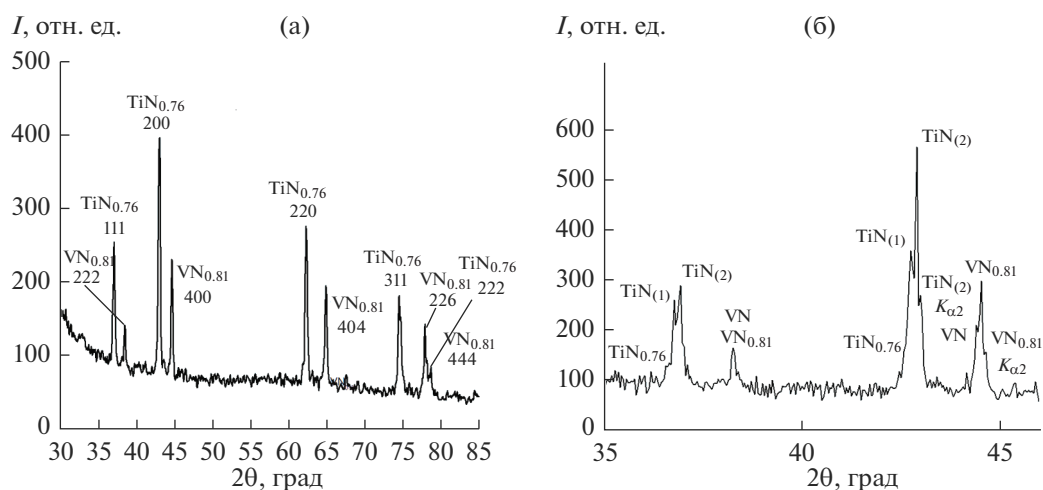 I, отн. ед.
(а)
500
400
300
200
100
0
TiN0.76
200
TiN0.76
111
VN0.81
222
VN0.81
400
TiN0.76
220
VN0.81
404
TiN0.76
311
VN0.81
226
TiN0.76
222
VN0.81
444
30 35 40 45 50 55 60 65 70 75 80 85
2θ, град
I, отн. ед.
(б)
600
500
400
300
200
100
0
TiN(2)
TiN(1)
TiN(2)
Kα2
VN0.81
TiN(1)
TiN(2)
VN
VN0.81
TiN0.76
TiN0.76
VN
VN0.81
Kα2
35 40 45
2θ, град